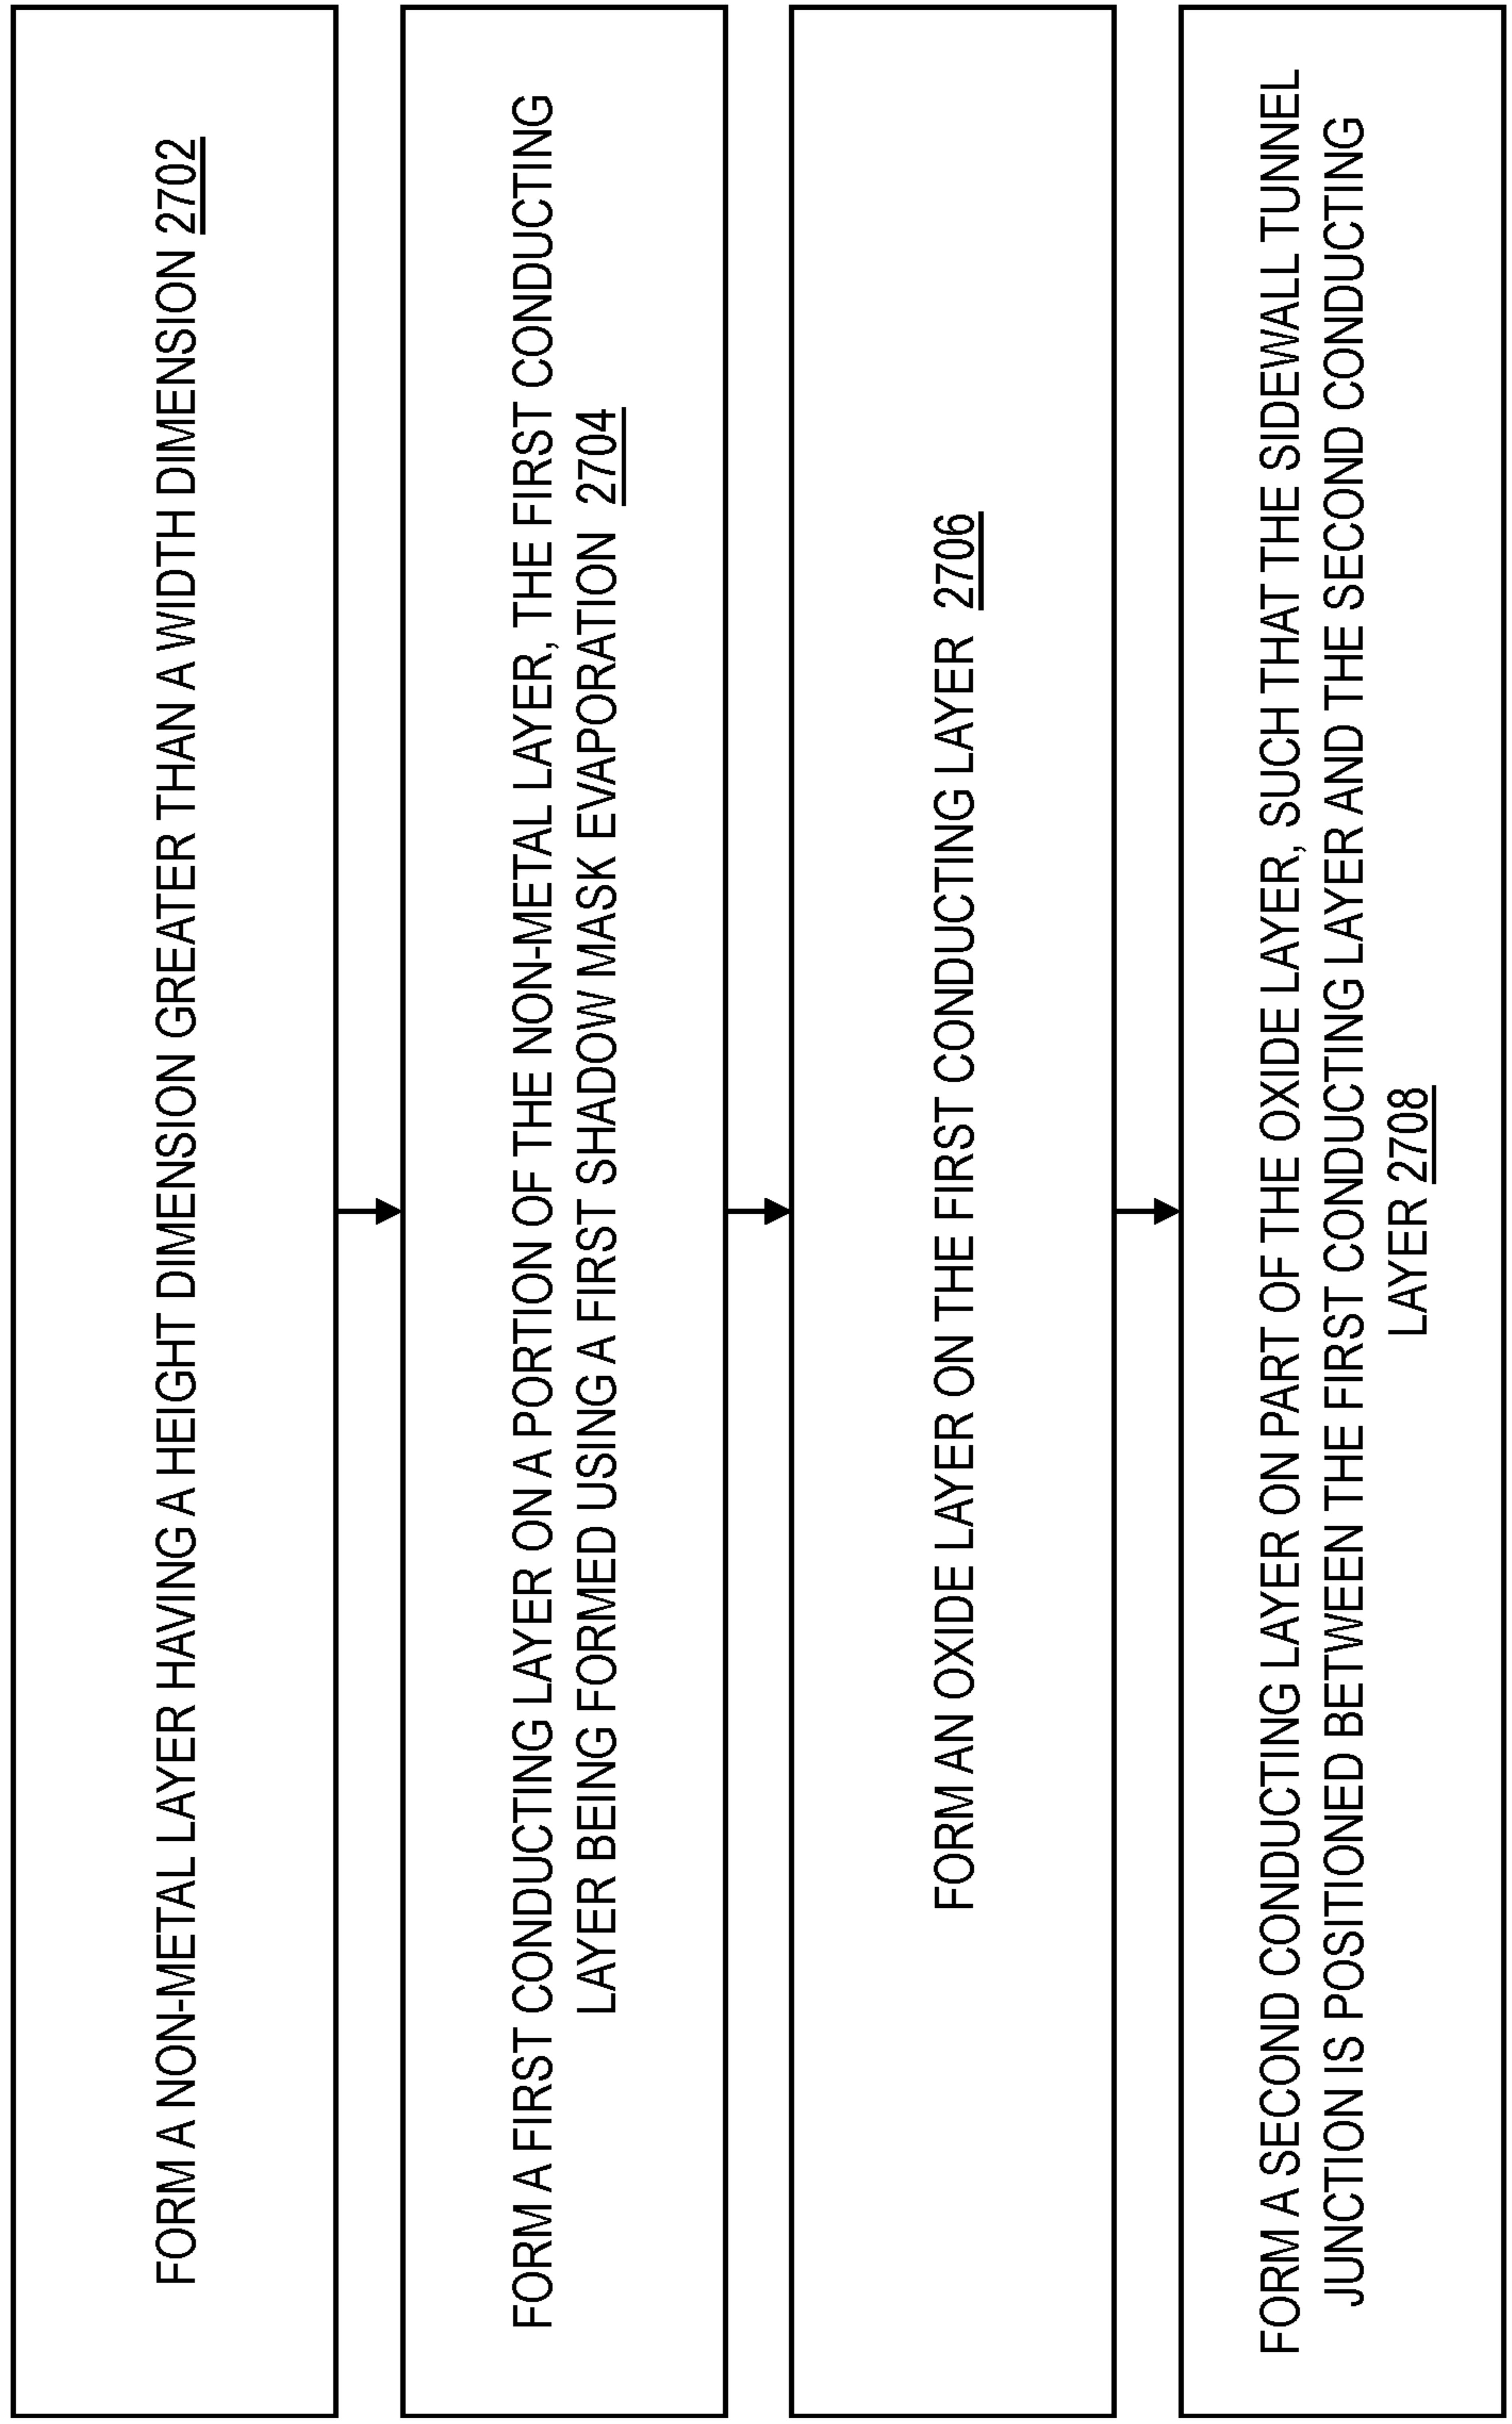 FORM A NON-METAL LAYER HAVING A HEIGHT DIMENSION GREATER THAN A WIDTH DIMENSION 2702
FORM A FIRST CONDUCTING LAYER ON A PORTION OF THE NON-METAL LAYER, THE FIRST CONDUCTING
LAYER BEING FORMED USING A FIRST SHADOW MASK EVAPORATION 2704
FORM AN OXIDE LAYER ON THE FIRST CONDUCTING LAYER 2706
FORM A SECOND CONDUCTING LAYER ON PART OF THE OXIDE LAYER, SUCH THAT THE SIDEWALL TUNNEL
JUNCTION IS POSITIONED BETWEEN THE FIRST CONDUCTING LAYER AND THE SECOND CONDUCTING
LAYER 2708